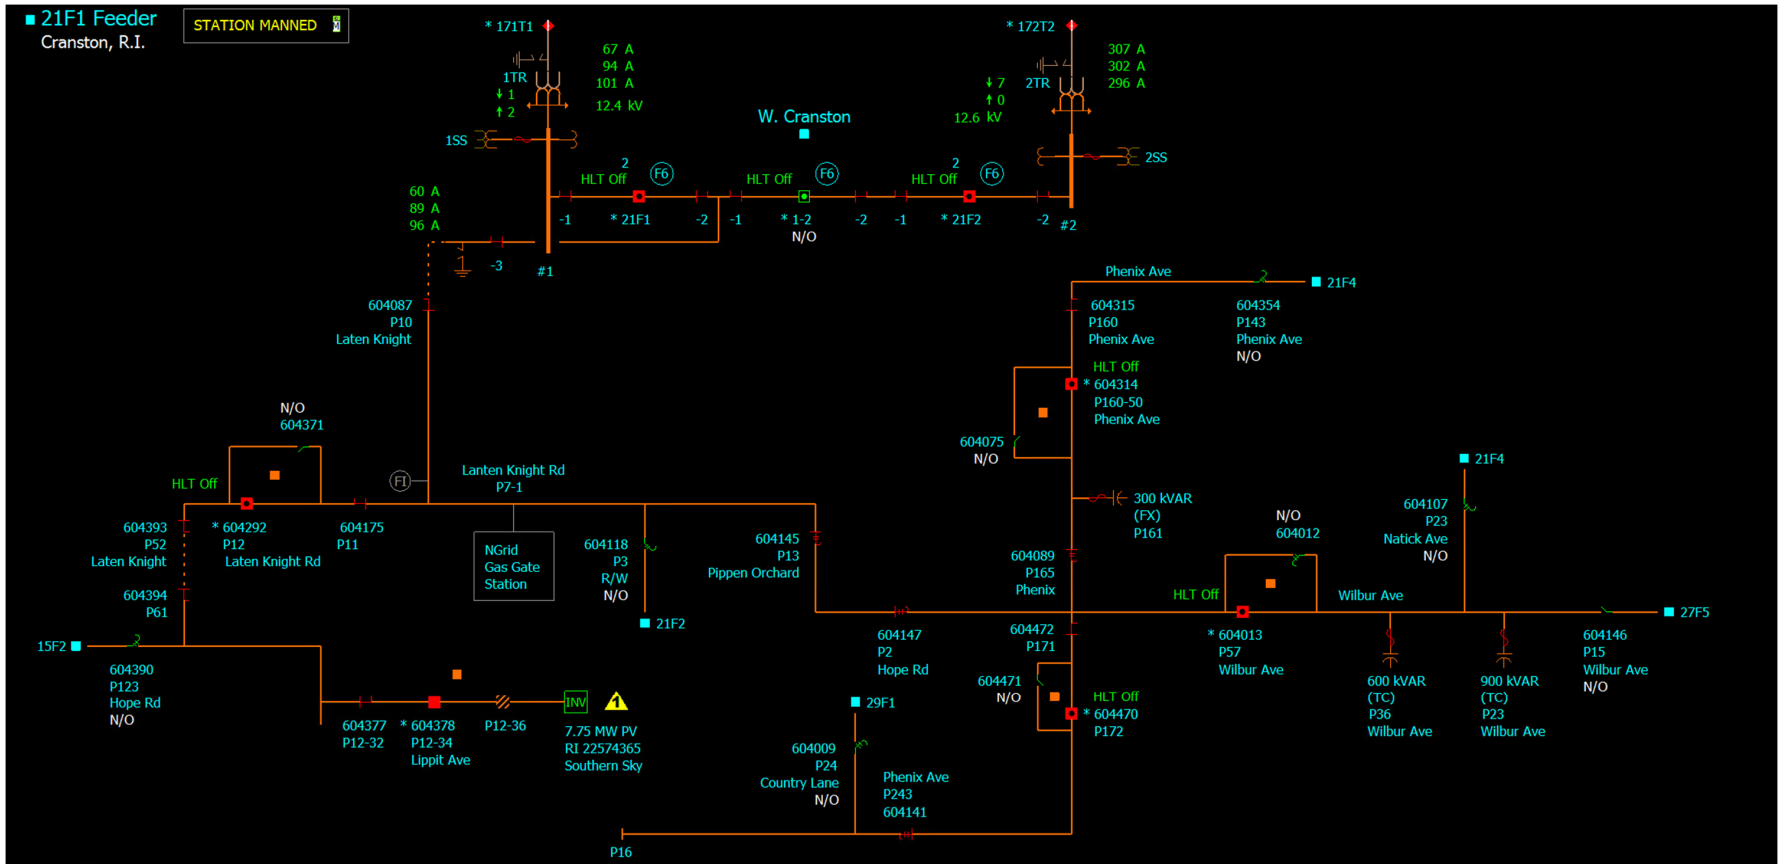 21F1 Feeder
Cranston, R.I.
STATION MANNED
* 171T1
67 A
94 A
101 A
12.4 kV
1TR
↓ 1
↑ 2
* 172T2
307 A
302 A
296 A
↓ 7
2TR
↑ 0
12.6 kV
W. Cranston
1SS
2SS
2
HLT Off
F6
HLT Off
F6
2
HLT Off
F6
-1
* 21F1
-2
-1
* 1-2
N/O
-2
-1
* 21F2
-2
#2
60 A
89 A
96 A
-3
#1
604087
P10
Laten Knight
Phenix Ave
21F4
604315
P160
Phenix Ave
604354
P143
Phenix Ave
N/O
HLT Off
* 604314
P160-50
Phenix Ave
604075
N/O
N/O
604371
HLT Off
FI
Lanten Knight Rd
P7-1
604393
P52
Laten Knight
* 604292
P12
Laten Knight Rd
604175
P11
NGrid
Gas Gate
Station
604118
P3
R/W
N/O
21F2
604145
P13
Pippen Orchard
300 kVAR
(FX)
P161
604089
P165
Phenix
21F4
604107
P23
Natick Ave
N/O
N/O
604012
HLT Off
Wilbur Ave
27F5
604394
P61
15F2
604390
P123
Hope Rd
N/O
604147
P2
Hope Rd
604472
P171
* 604013
P57
Wilbur Ave
604146
P15
Wilbur Ave
N/O
600 kVAR
(TC)
P36
Wilbur Ave
900 kVAR
(TC)
P23
Wilbur Ave
604471
N/O
HLT Off
* 604470
P172
604377
P12-32
* 604378
P12-34
Lippit Ave
P12-36
INV
1
7.75 MW PV
RI 22574365
Southern Sky
29F1
604009
P24
Country Lane
N/O
Phenix Ave
P243
604141
P16